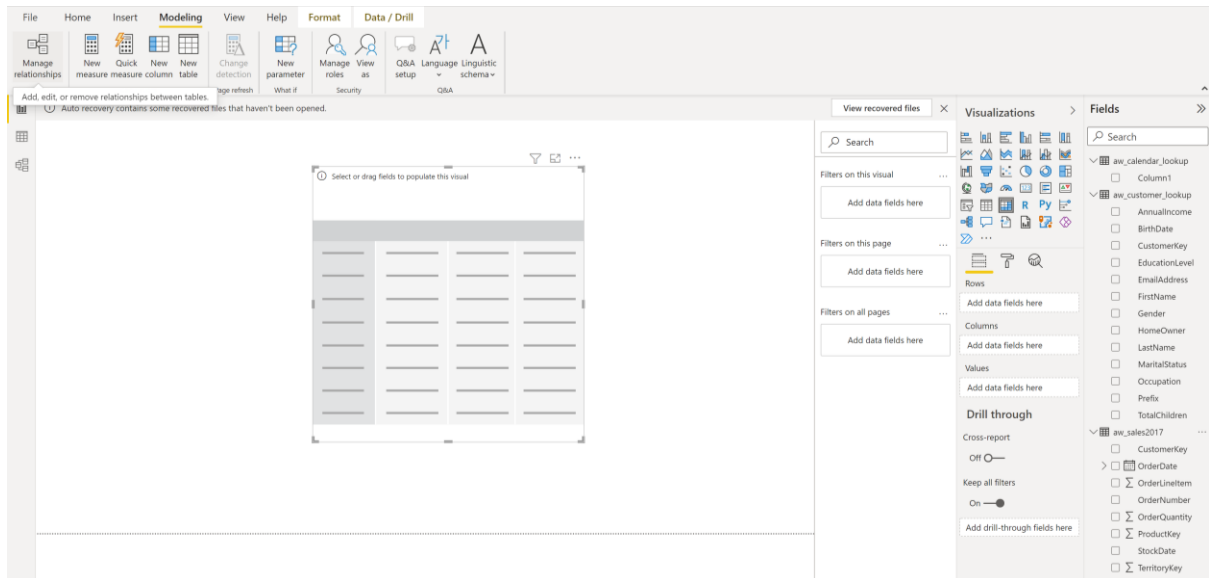 File Home Insert Modeling View Help Format Data / Drill
Manage relationships
New measure
Quick measure
New column
New table
Change detection
New parameter
Manage roles
View as
Q&A setup
Language
Linguistic schema
age refresh What if Security Q&A
Add, edit, or remove relationships between tables.
Auto recovery contains some recovered files that haven't been opened.
View recovered files
Select or drag fields to populate this visual
Search
Filters on this visual
Add data fields here
Filters on this page
Add data fields here
Filters on all pages
Add data fields here
Visualizations
R Py
Rows
Add data fields here
Columns
Add data fields here
Values
Add data fields here
Drill through
Cross-report
Off
Keep all filters
On
Add drill-through fields here
Fields
Search
aw_calendar_lookup
Column1
aw_customer_lookup
AnnualIncome
BirthDate
CustomerKey
EducationLevel
EmailAddress
FirstName
Gender
HomeOwner
LastName
MaritalStatus
Occupation
Prefix
TotalChildren
aw_sales2017
CustomerKey
OrderDate
OrderLineItem
OrderNumber
OrderQuantity
ProductKey
StockDate
TerritoryKey